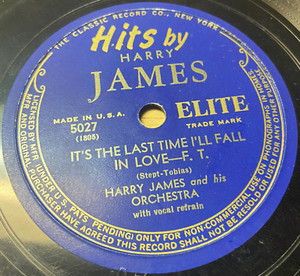 THE CLASSIC RECORD CO., NEW YORK
Hits by
HARRY
JAMES
MADE IN U.S.A.
5027
(1805)
ELITE
TRADE MARK
IT'S THE LAST TIME I'LL FALL
IN LOVE—F. T.
(Stept-Tobias)
HARRY JAMES and his
ORCHESTRA
with vocal refrain
LICENSED BY MFR. UNDER U.S. PATS. PENDING) ONLY FOR NON-COMMERCIAL USE ON PHONOGRAPHS IN HOMES.
MFR. AND ORIGINAL PURCHASER HAVE AGREED THIS RECORD SHALL NOT BE RESOLD OR USED FOR ANY OTHER PURPOSE